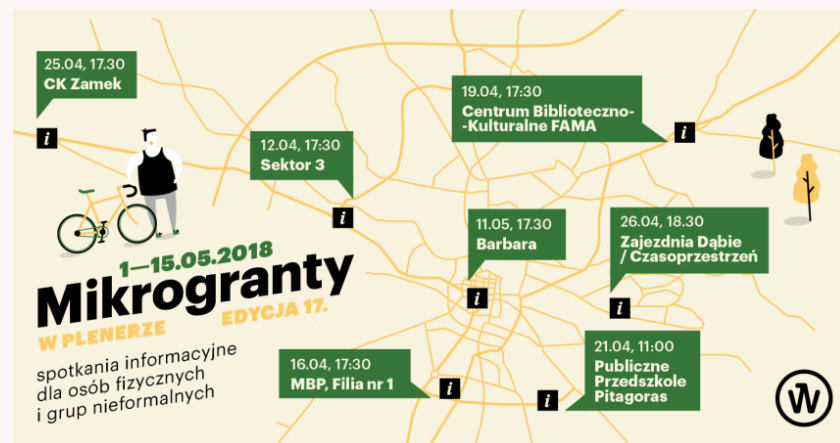 25.04, 17.30
CK Zamek
19.04, 17:30
Centrum Biblioteczno-
-Kulturalne FAMA
i
i
12.04, 17:30
Sektor 3
i
11.05, 17.30
Barbara
26.04, 18.30
Zajezdnia Dąbie
/ Czasoprzestrzeń
i
i
1—15.05.2018
Mikrogranty
W PLENERZE EDYCJA 17.
spotkania informacyjne
dla osób fizycznych
i grup nieformalnych
16.04, 17:30
MBP, Filia nr 1
i
21.04, 11:00
Publiczne
Przedszkole
Pitagoras
i
W